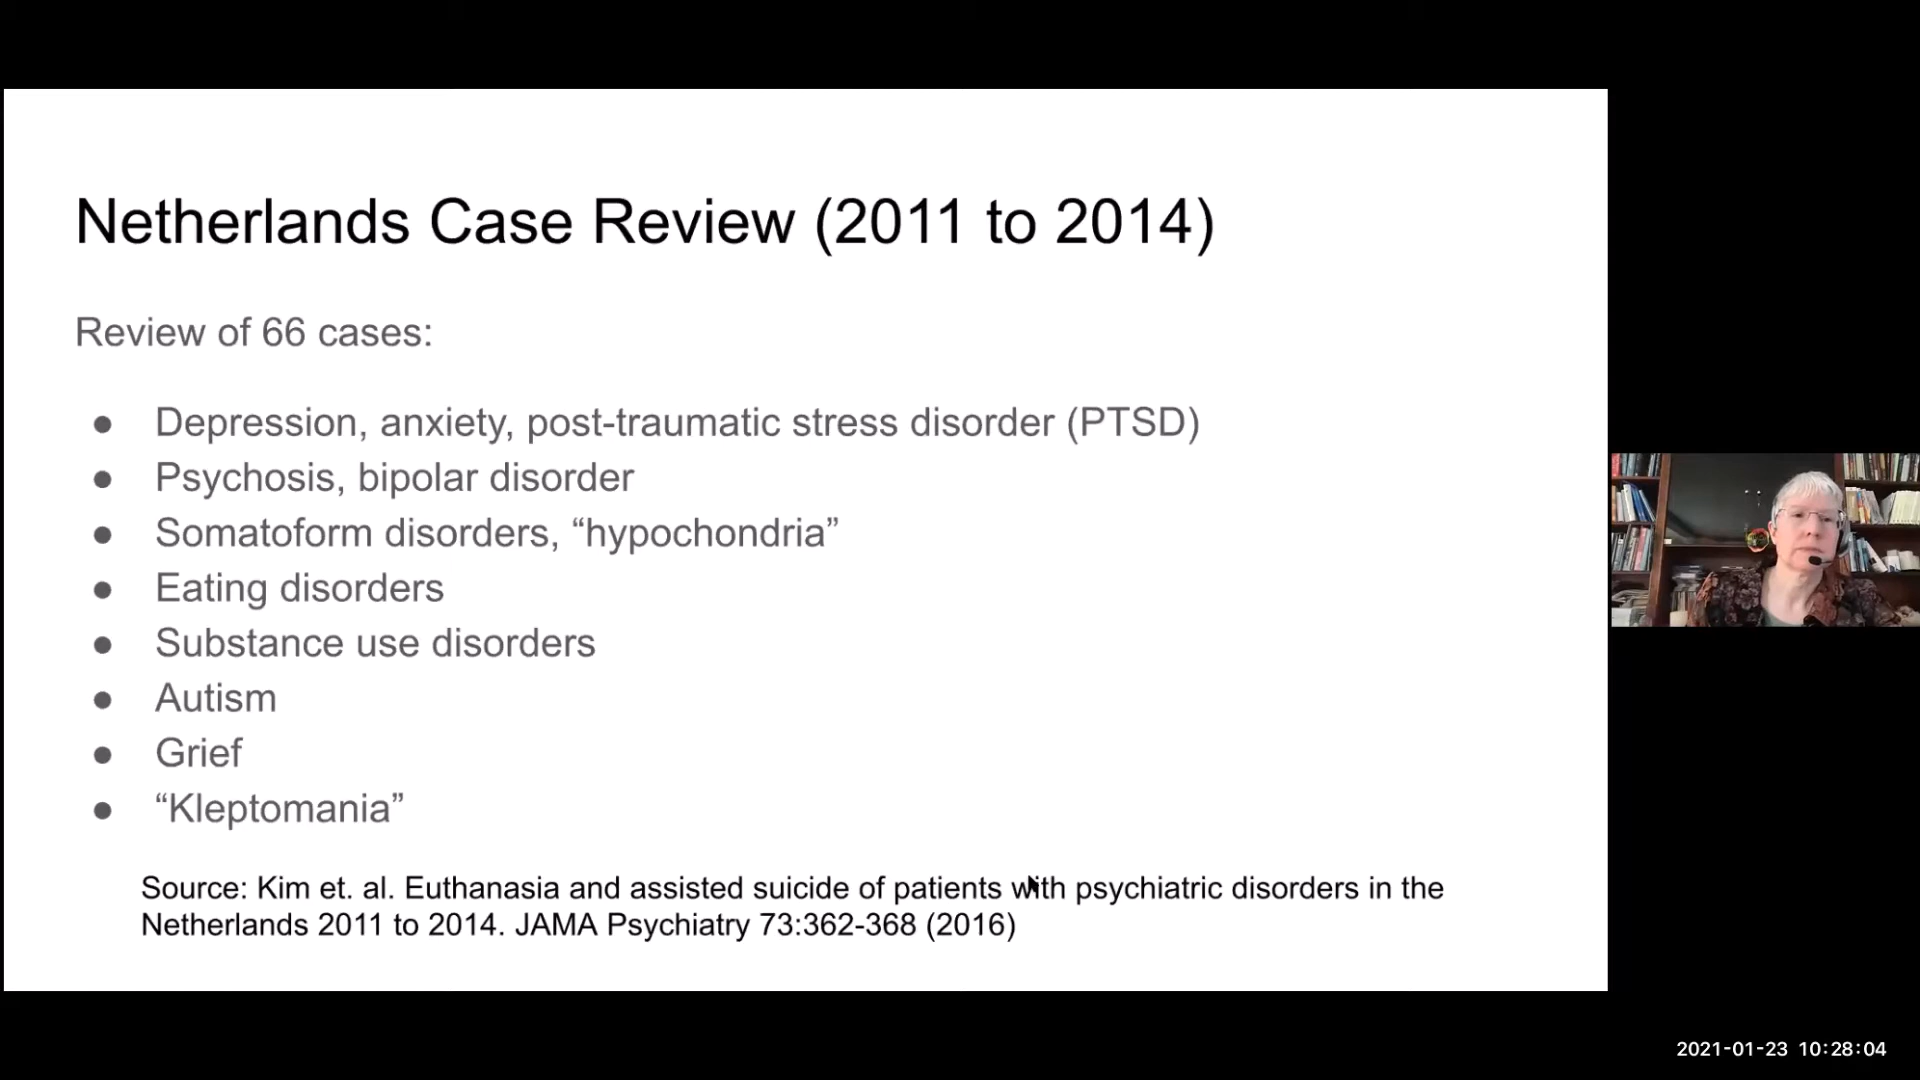 Netherlands Case Review (2011 to 2014)
Review of 66 cases:
● Depression, anxiety, post-traumatic stress disorder (PTSD)
● Psychosis, bipolar disorder
● Somatoform disorders, “hypochondria”
● Eating disorders
● Substance use disorders
● Autism
● Grief
● “Kleptomania”
Source: Kim et. al. Euthanasia and assisted suicide of patients with psychiatric disorders in the
Netherlands 2011 to 2014. JAMA Psychiatry 73:362-368 (2016)
2021-01-23 10:28:04